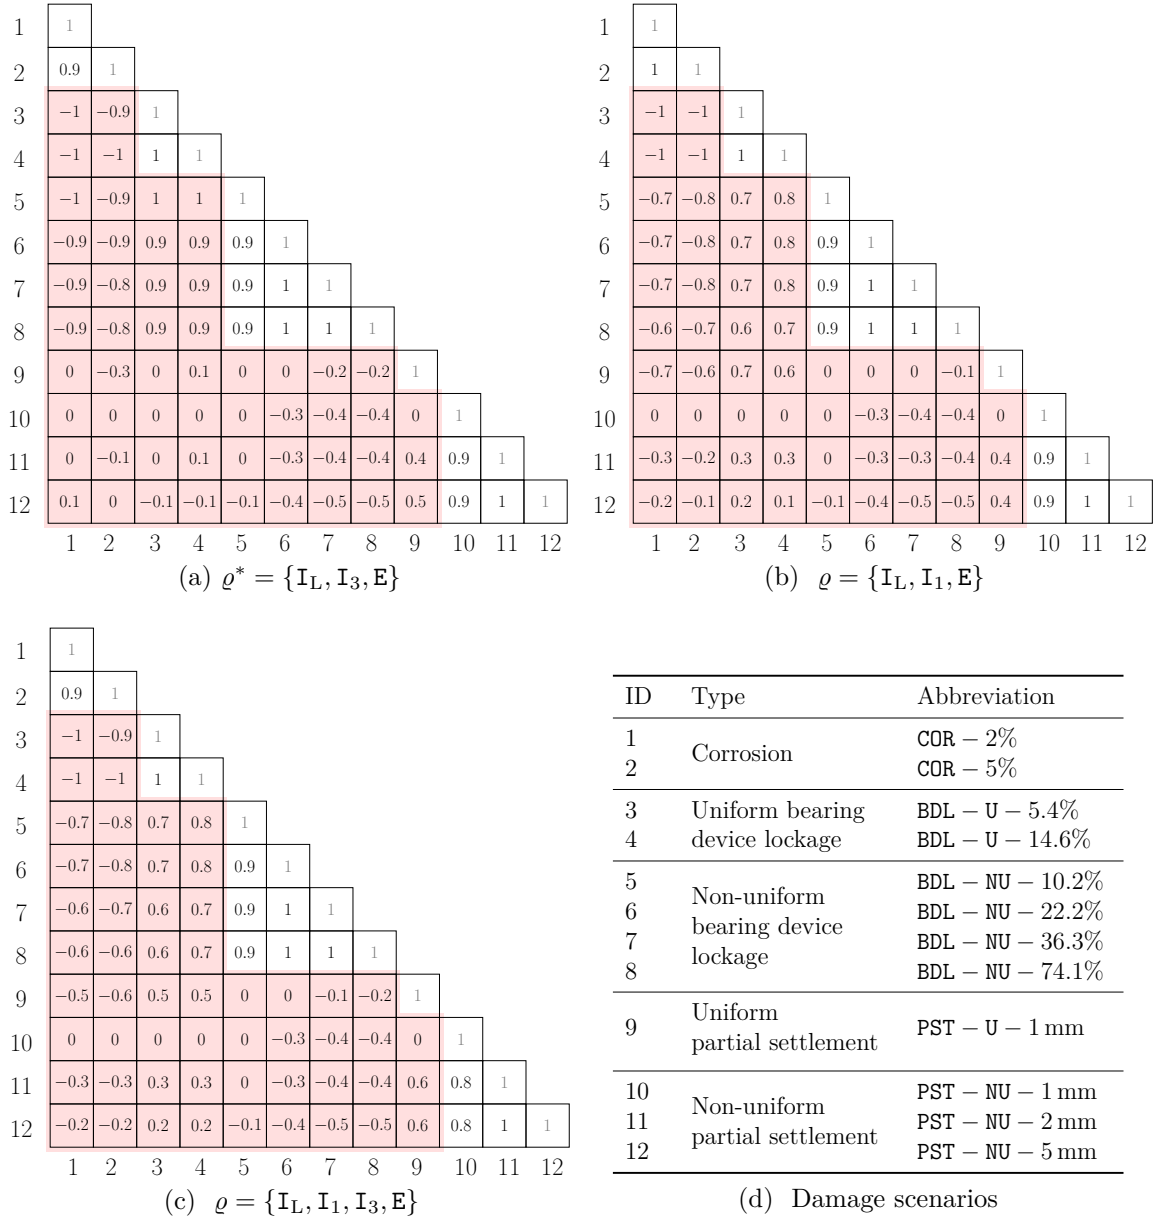 1 1
2 0.9 1
3 −1 −0.9 1
4 −1 −1 1 1
5 −1 −0.9 1 1 1
6 −0.9 −0.9 0.9 0.9 0.9 1
7 −0.9 −0.8 0.9 0.9 0.9 1 1
8 −0.9 −0.8 0.9 0.9 0.9 1 1 1
9 0 −0.3 0 0.1 0 0 −0.2 −0.2 1
10 0 0 0 0 0 −0.3 −0.4 −0.4 0 1
11 0 −0.1 0 0.1 0 −0.3 −0.4 −0.4 0.4 0.9 1
12 0.1 0 −0.1 −0.1 −0.1 −0.4 −0.5 −0.5 0.5 0.9 1 1
1 2 3 4 5 6 7 8 9 10 11 12
(a) ϱ* = {I_L, I_3, E}
1 1
2 1 1
3 −1 −1 1
4 −1 −1 1 1
5 −0.7 −0.8 0.7 0.8 1
6 −0.7 −0.8 0.7 0.8 0.9 1
7 −0.7 −0.8 0.7 0.8 0.9 1 1
8 −0.6 −0.7 0.6 0.7 0.9 1 1 1
9 −0.7 −0.6 0.7 0.6 0 0 0 −0.1 1
10 0 0 0 0 0 −0.3 −0.4 −0.4 0 1
11 −0.3 −0.2 0.3 0.3 0 −0.3 −0.3 −0.4 0.4 0.9 1
12 −0.2 −0.1 0.2 0.1 −0.1 −0.4 −0.5 −0.5 0.4 0.9 1 1
1 2 3 4 5 6 7 8 9 10 11 12
(b) ϱ = {I_L, I_1, E}
1 1
2 0.9 1
3 −1 −0.9 1
4 −1 −1 1 1
5 −0.7 −0.8 0.7 0.8 1
6 −0.7 −0.8 0.7 0.8 0.9 1
7 −0.6 −0.7 0.6 0.7 0.9 1 1
8 −0.6 −0.6 0.6 0.7 0.9 1 1 1
9 −0.5 −0.6 0.5 0.5 0 0 −0.1 −0.2 1
10 0 0 0 0 0 −0.3 −0.4 −0.4 0 1
11 −0.3 −0.3 0.3 0.3 0 −0.3 −0.4 −0.4 0.6 0.8 1
12 −0.2 −0.2 0.2 0.2 −0.1 −0.4 −0.5 −0.5 0.6 0.8 1 1
1 2 3 4 5 6 7 8 9 10 11 12
(c) ϱ = {I_L, I_1, I_3, E}
ID Type Abbreviation
1 COR − 2%
Corrosion
2 COR − 5%
3 Uniform bearing BDL − U − 5.4%
4 device lockage BDL − U − 14.6%
5 BDL − NU − 10.2%
Non-uniform
6 BDL − NU − 22.2%
bearing device
7 BDL − NU − 36.3%
lockage
8 BDL − NU − 74.1%
Uniform
9 PST − U − 1 mm
partial settlement
10 PST − NU − 1 mm
Non-uniform
11 PST − NU − 2 mm
partial settlement
12 PST − NU − 5 mm
(d) Damage scenarios